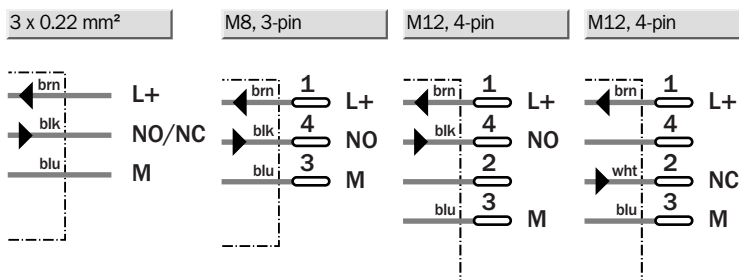 3 x 0.22 mm²
brn
L+
blk
NO/NC
blu
M
M8, 3-pin
brn
1
L+
blk
4
NO
blu
3
M
M12, 4-pin
brn
1
L+
blk
4
NO
2
blu
3
M
M12, 4-pin
brn
1
L+
4
wht
2
NC
blu
3
M